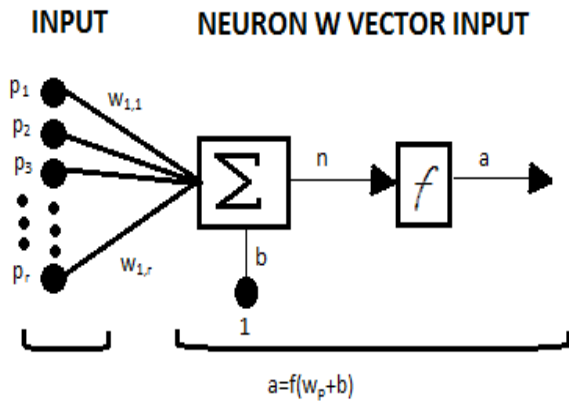 INPUT
NEURON W VECTOR INPUT
p₁
w₁,₁
p₂
p₃
n
a
Σ
f
pᵣ
w₁,ᵣ
b
1
a=f(wₚ+b)